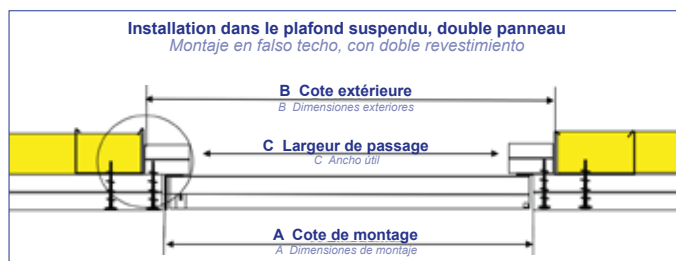 Installation dans le plafond suspendu, double panneau
Montaje en falso techo, con doble revestimiento
B Cote extérieure
B Dimensiones exteriores
C Largeur de passage
C Ancho útil
A Cote de montage
A Dimensiones de montaje